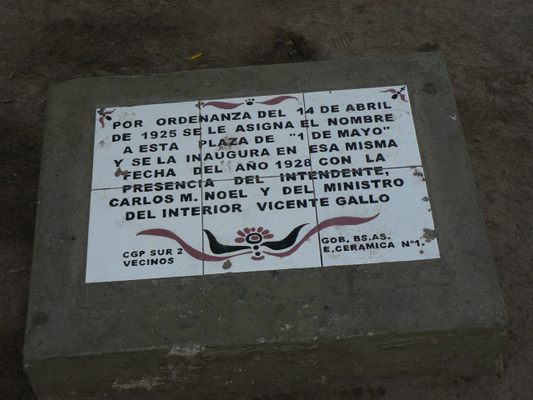 POR ORDENANZA DEL 14 DE ABRIL
DE 1925 SE LE ASIGNA EL NOMBRE
A ESTA PLAZA DE "1 DE MAYO"
Y SE LA INAUGURA EN ESA MISMA
FECHA DEL AÑO 1928 CON LA
PRESENCIA DEL INTENDENTE,
CARLOS M. NOEL Y DEL MINISTRO
DEL INTERIOR VICENTE GALLO
CGP SUR 2
VECINOS
GOB. BS.AS.
E.CERAMICA Nº1.